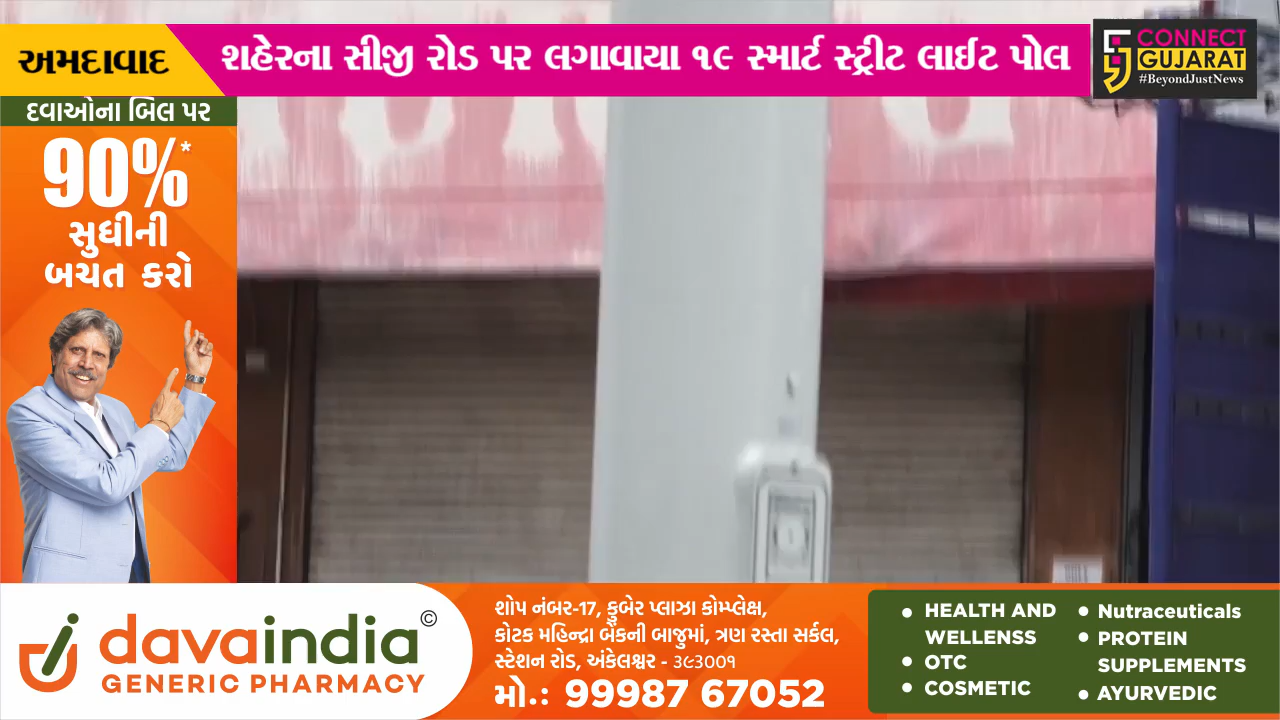 અમદાવાદ
શહેરના સીજી રોડ પર લગાવાયા ૧૯ સ્માર્ટ સ્ટ્રીટ લાઈટ પોલ
CONNECT
GUJARAT
#BeyondJustNews
દવાઓના બિલ પર
90%*
સુધીની
બચત કરો
davaindia©
GENERIC PHARMACY
શોપ નંબર-17, કુબેર પ્લાઝા કોમ્પ્લેક્ષ,
કોટક મહિન્દ્રા બેંકની બાજુમાં, ત્રણ રસ્તા સર્કલ,
સ્ટેશન રોડ, અંકેલશ્વર - ૩૯૩૦૦૧
મો.: 99987 67052
• HEALTH AND
WELLENSS
• OTC
• COSMETIC
• Nutraceuticals
• PROTEIN
SUPPLEMENTS
• AYURVEDIC